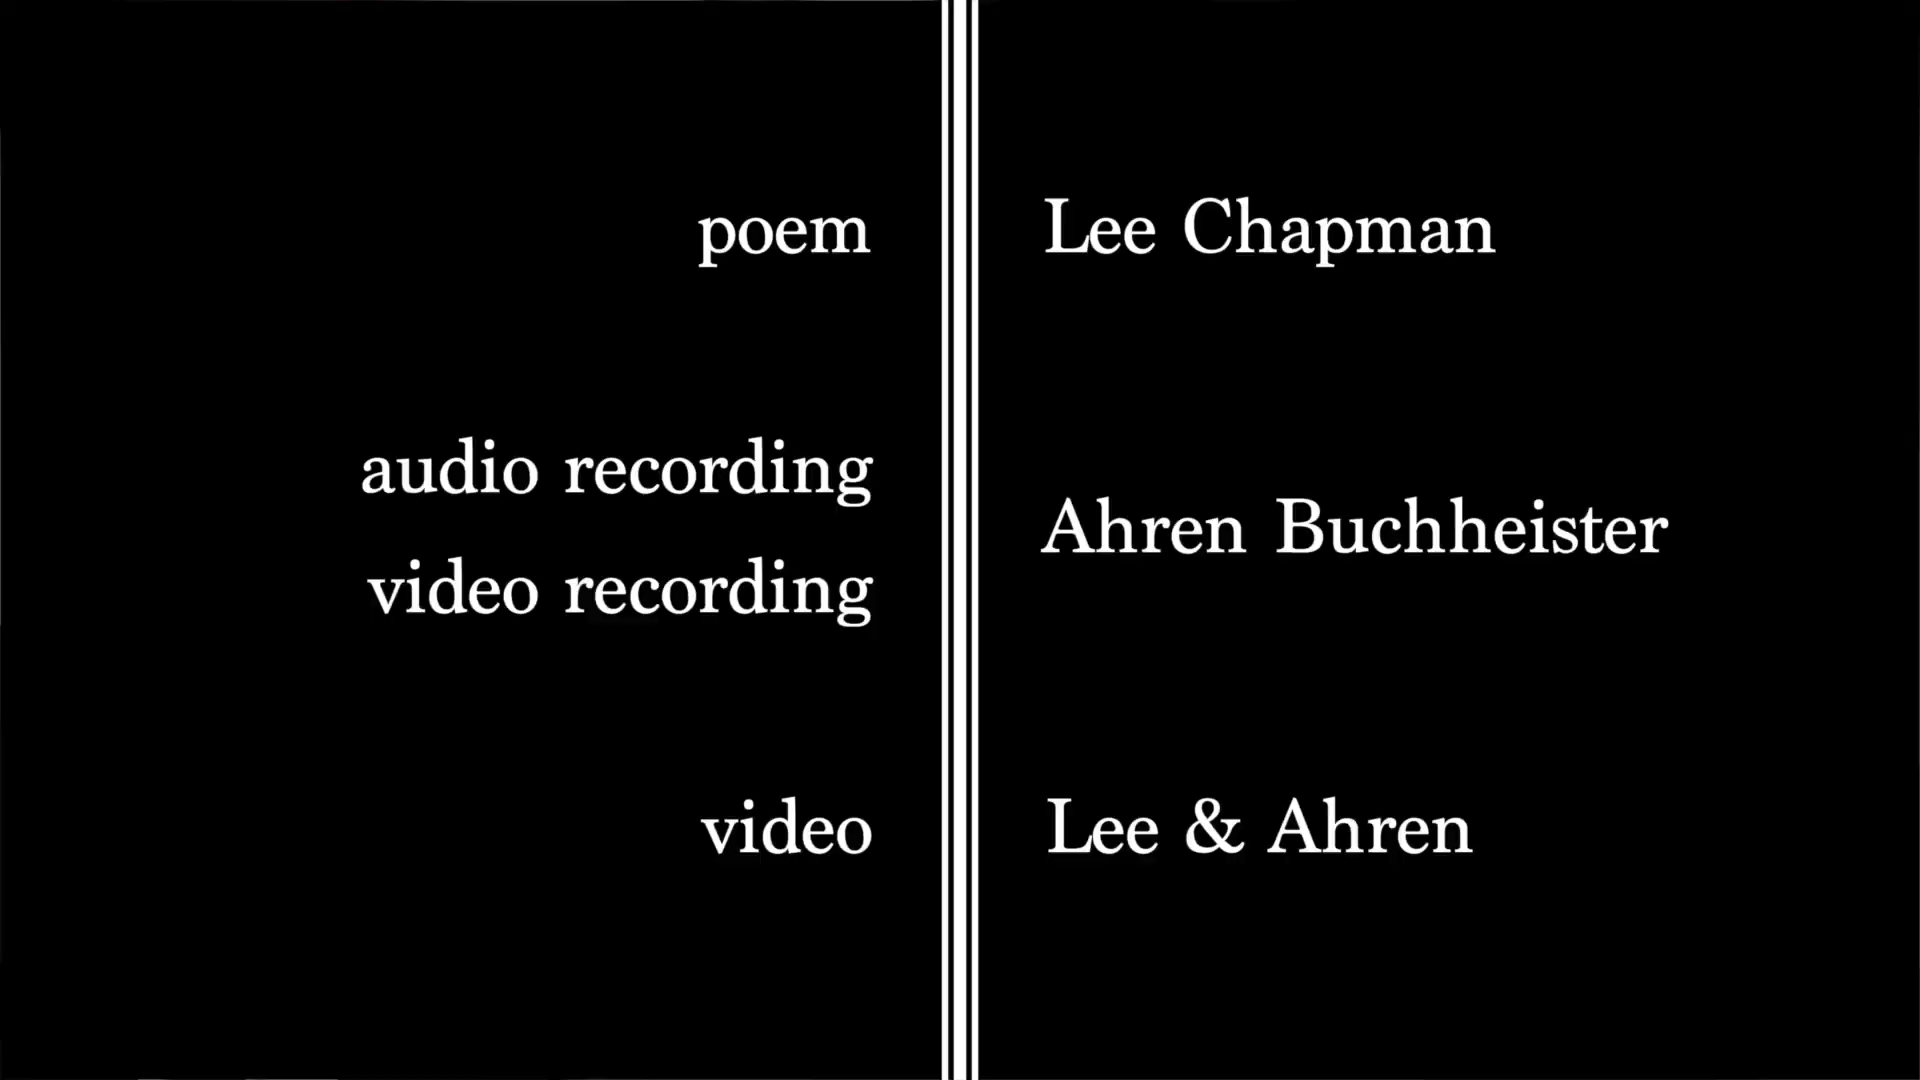 poem
Lee Chapman
audio recording
video recording
Ahren Buchheister
video
Lee & Ahren